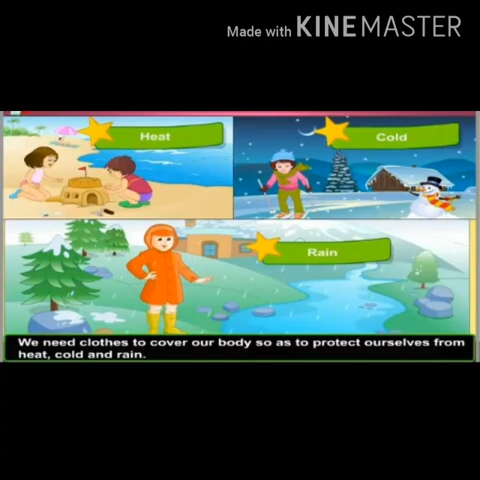 Made with KINEMASTER
Heat
Cold
Rain
We need clothes to cover our body so as to protect ourselves from
heat, cold and rain.